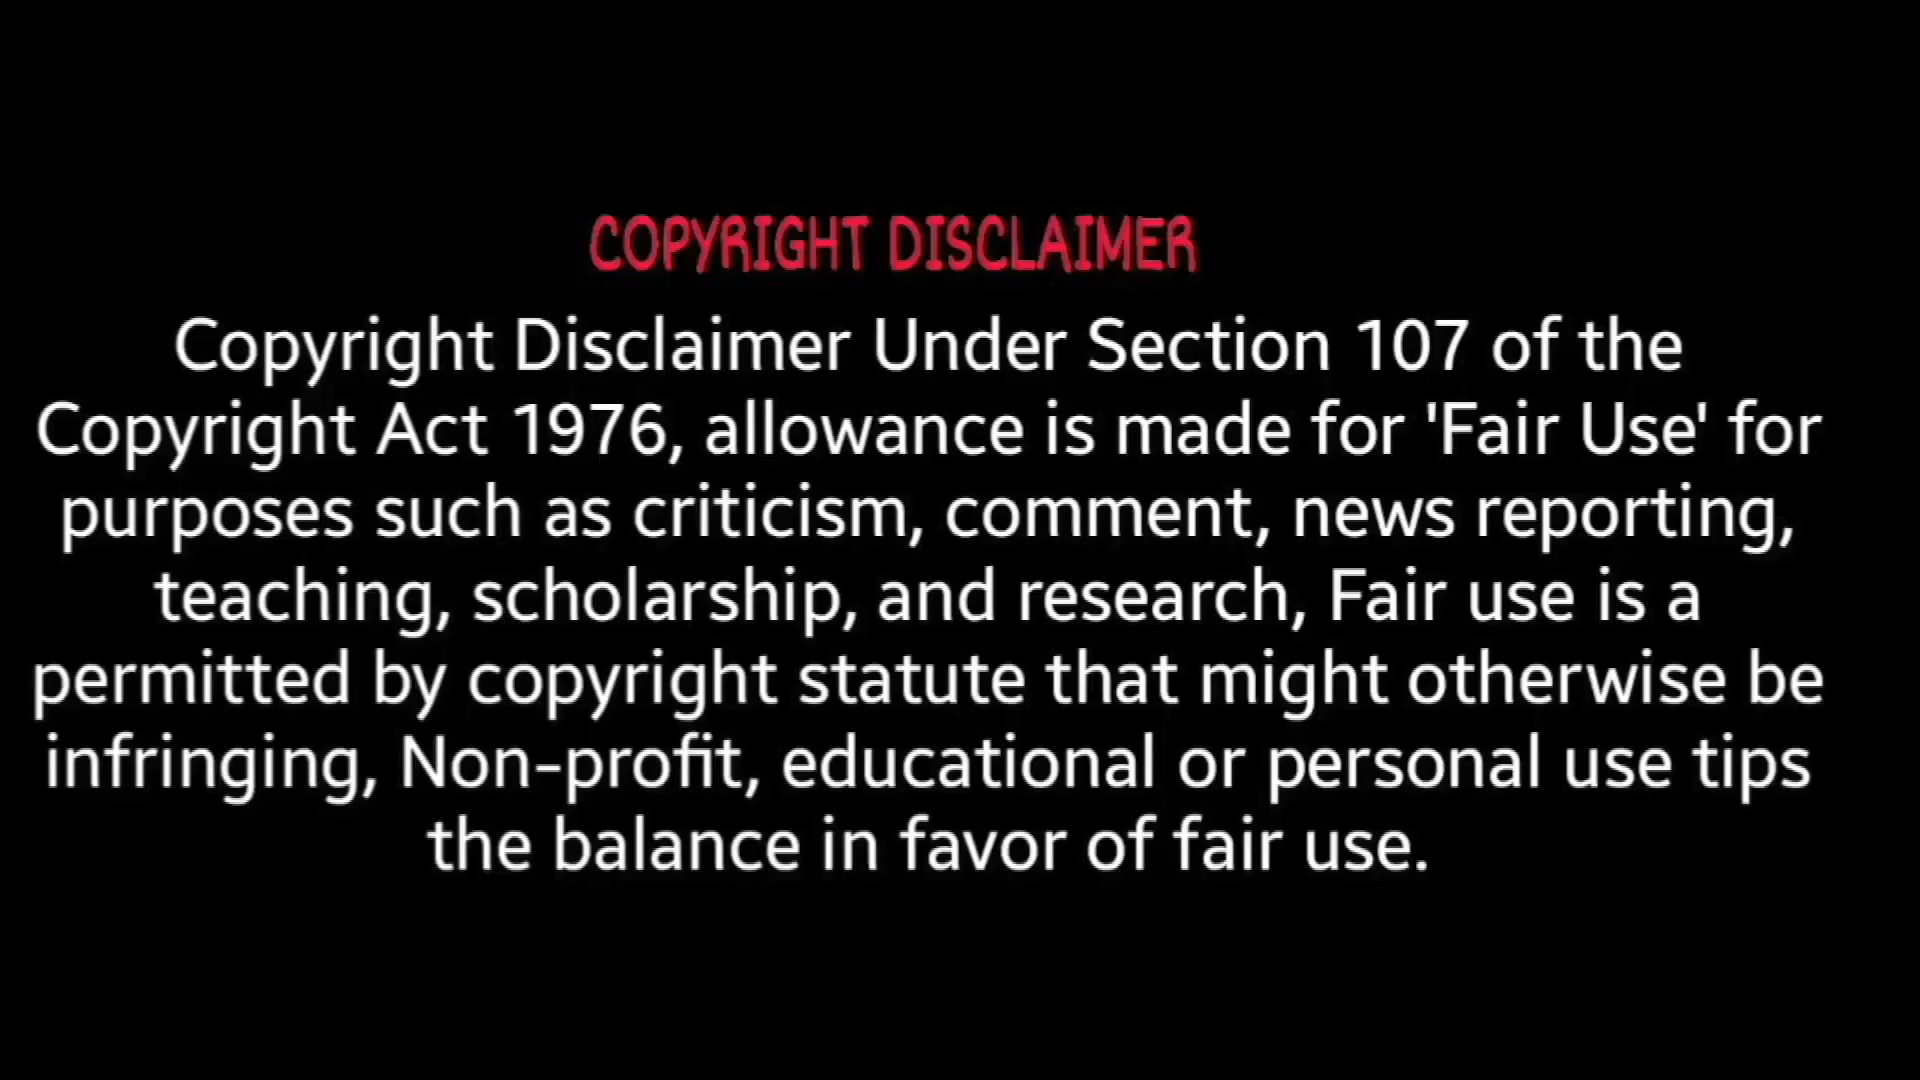 COPYRIGHT DISCLAIMER
Copyright Disclaimer Under Section 107 of the
Copyright Act 1976, allowance is made for 'Fair Use' for
purposes such as criticism, comment, news reporting,
teaching, scholarship, and research, Fair use is a
permitted by copyright statute that might otherwise be
infringing, Non-profit, educational or personal use tips
the balance in favor of fair use.